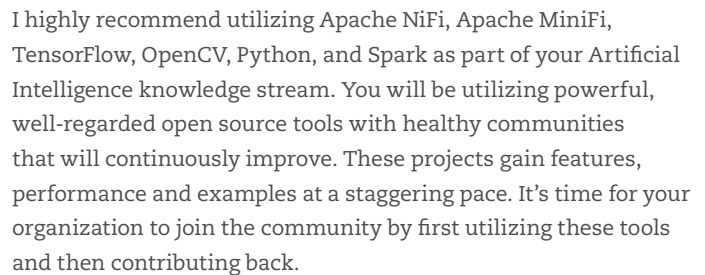 I highly recommend utilizing Apache NiFi, Apache MiniFi,
TensorFlow, OpenCV, Python, and Spark as part of your Artificial
Intelligence knowledge stream. You will be utilizing powerful,
well-regarded open source tools with healthy communities
that will continuously improve. These projects gain features,
performance and examples at a staggering pace. It’s time for your
organization to join the community by first utilizing these tools
and then contributing back.